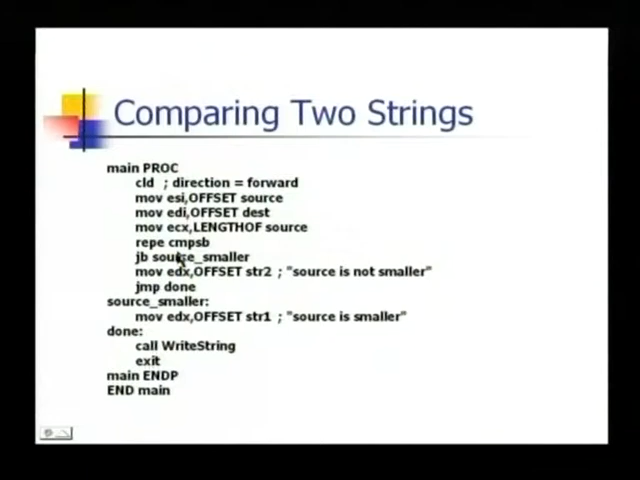 Comparing Two Strings
main PROC
cld ; direction = forward
mov esi,OFFSET source
mov edi,OFFSET dest
mov ecx,LENGTHOF source
repe cmpsb
jb source_smaller
mov edx,OFFSET str2 ; "source is not smaller"
jmp done
source_smaller:
mov edx,OFFSET str1 ; "source is smaller"
done:
call WriteString
exit
main ENDP
END main